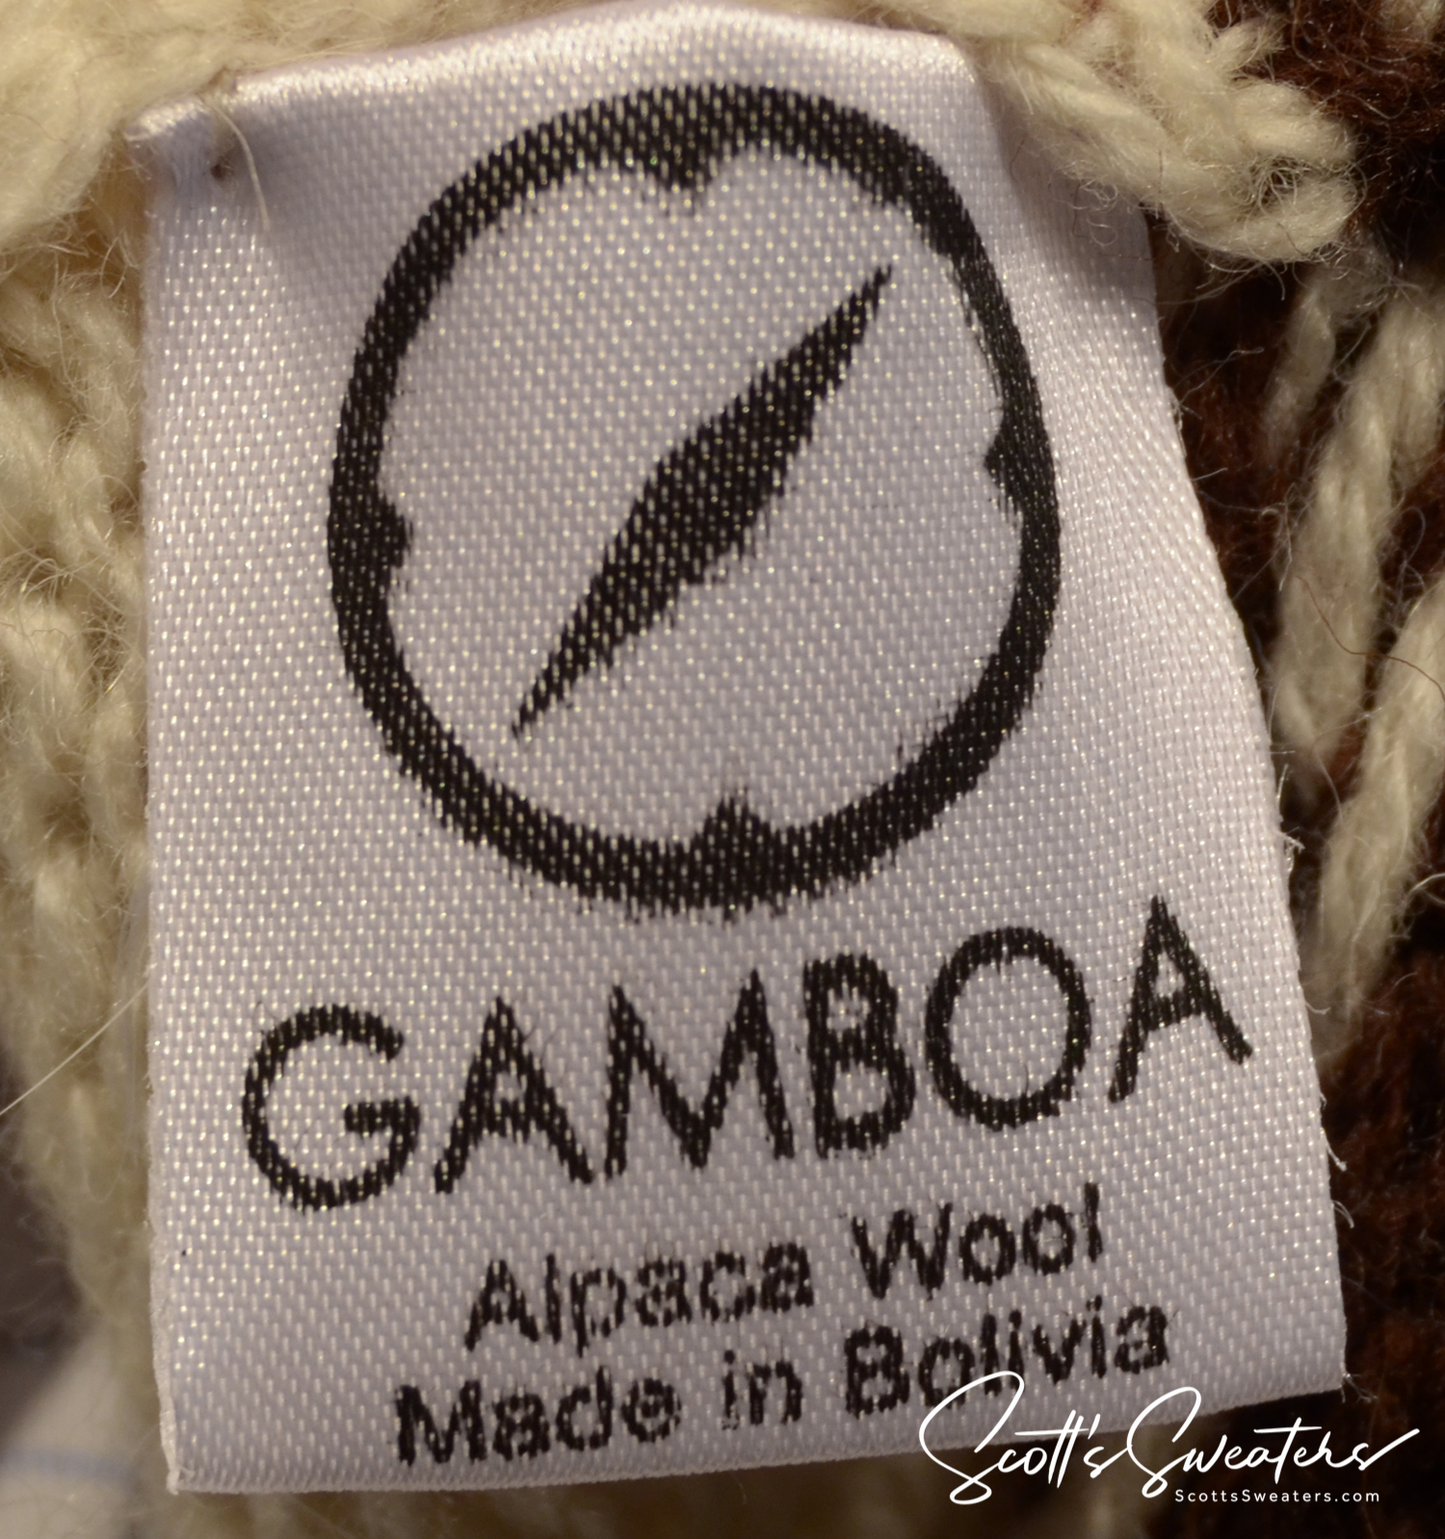 GAMBOA
Alpaca Wool
Made in Bolivia
Scott's Sweaters
ScottsSweaters.com